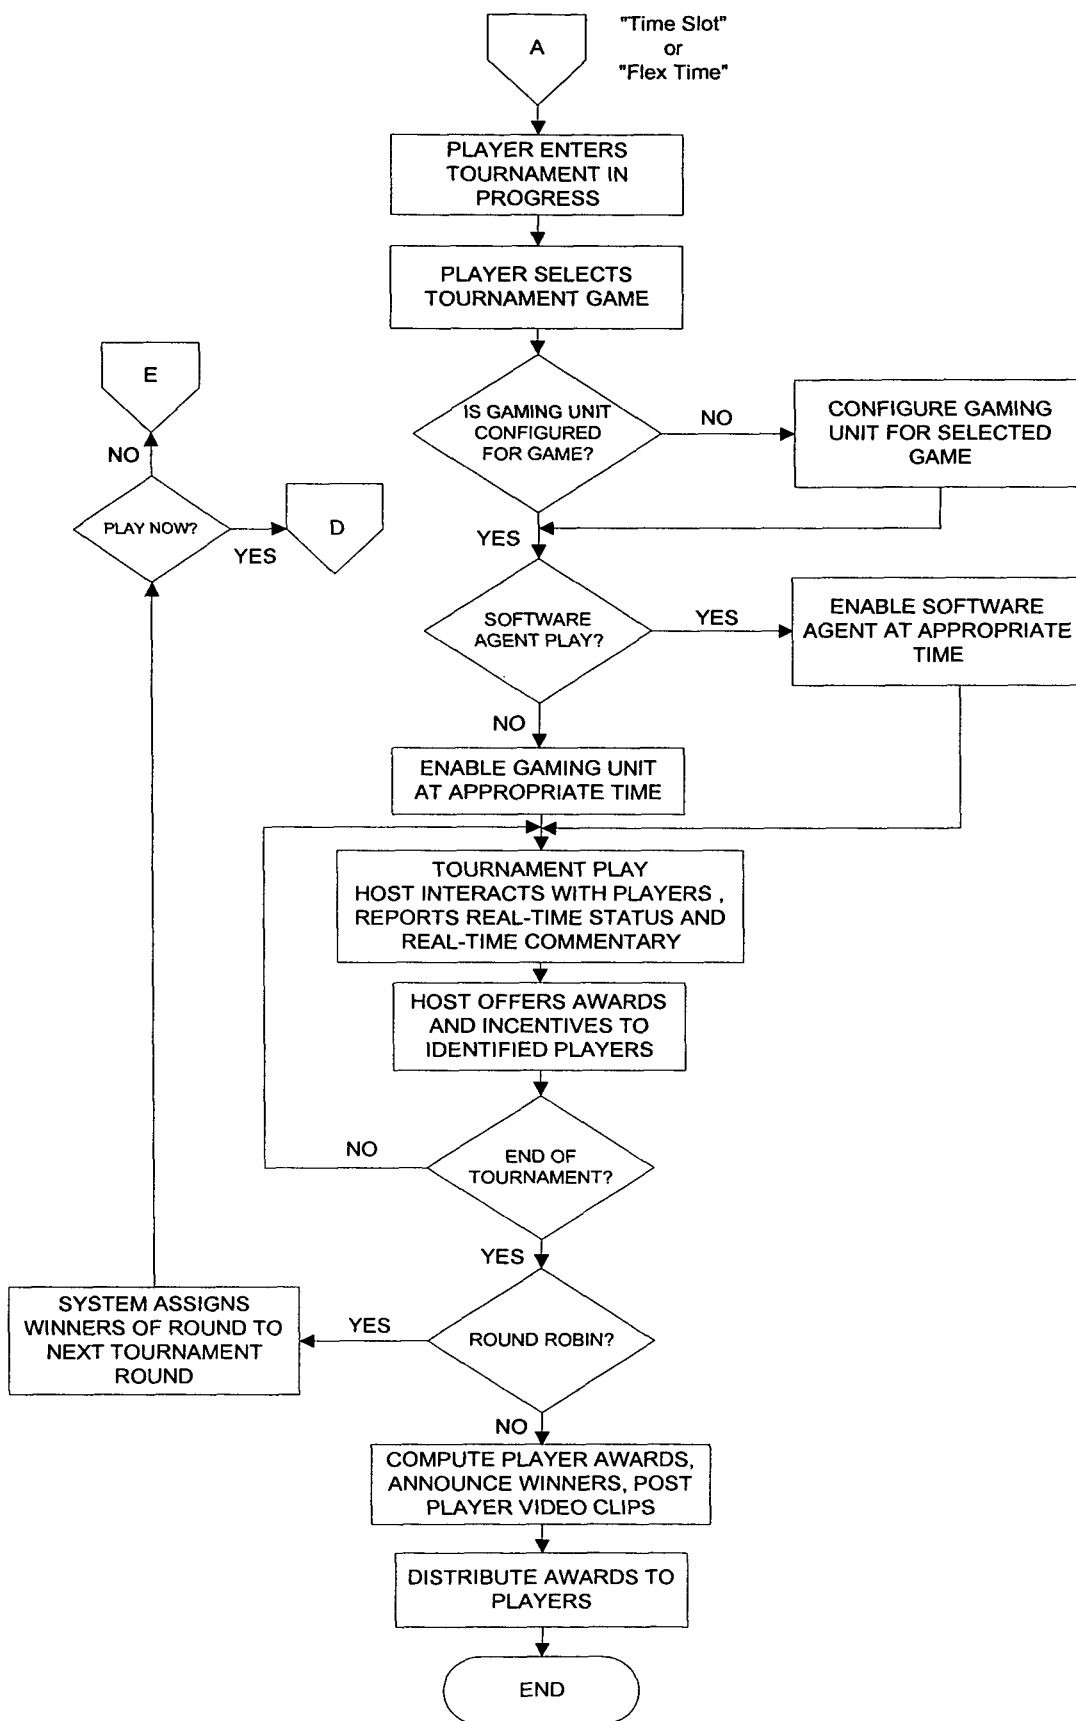 A
"Time Slot"
or
"Flex Time"
PLAYER ENTERS
TOURNAMENT IN
PROGRESS
PLAYER SELECTS
TOURNAMENT GAME
IS GAMING UNIT
CONFIGURED
FOR GAME?
NO
CONFIGURE GAMING
UNIT FOR SELECTED
GAME
YES
E
NO
PLAY NOW?
YES
D
SOFTWARE
AGENT PLAY?
YES
ENABLE SOFTWARE
AGENT AT APPROPRIATE
TIME
NO
ENABLE GAMING UNIT
AT APPROPRIATE TIME
TOURNAMENT PLAY
HOST INTERACTS WITH PLAYERS ,
REPORTS REAL-TIME STATUS AND
REAL-TIME COMMENTARY
HOST OFFERS AWARDS
AND INCENTIVES TO
IDENTIFIED PLAYERS
NO
END OF
TOURNAMENT?
YES
ROUND ROBIN?
YES
SYSTEM ASSIGNS
WINNERS OF ROUND TO
NEXT TOURNAMENT
ROUND
NO
COMPUTE PLAYER AWARDS,
ANNOUNCE WINNERS, POST
PLAYER VIDEO CLIPS
DISTRIBUTE AWARDS TO
PLAYERS
END